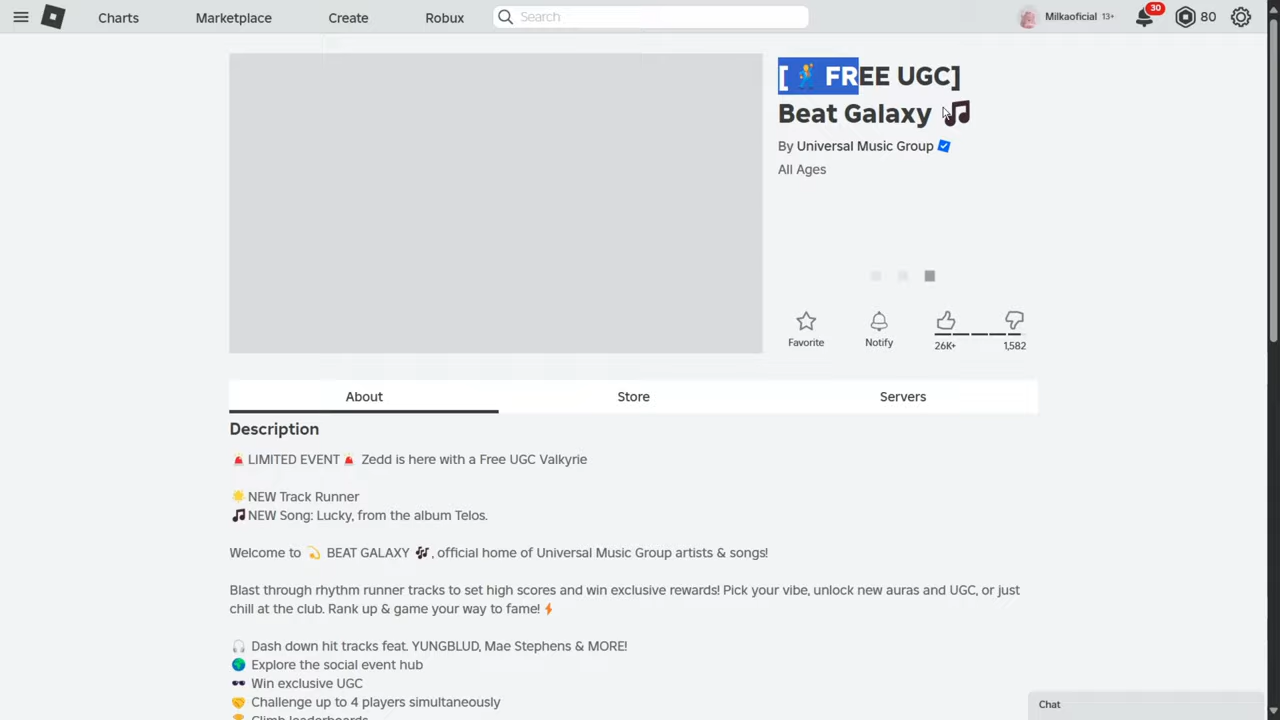 Charts Marketplace Create Robux Search Milkaoficial 13+ 30 80
[🏃 FREE UGC]
Beat Galaxy 🎵
By Universal Music Group
All Ages
Favorite Notify 26K+ 1,582
About Store Servers
Description
🚨 LIMITED EVENT 🚨 Zedd is here with a Free UGC Valkyrie
🌟 NEW Track Runner
🎵 NEW Song: Lucky, from the album Telos.
Welcome to 💫 BEAT GALAXY 🎶, official home of Universal Music Group artists & songs!
Blast through rhythm runner tracks to set high scores and win exclusive rewards! Pick your vibe, unlock new auras and UGC, or just
chill at the club. Rank up & game your way to fame! ⚡
🎧 Dash down hit tracks feat. YUNGBLUD, Mae Stephens & MORE!
🌍 Explore the social event hub
🕶️ Win exclusive UGC
🤝 Challenge up to 4 players simultaneously
🏆 Climb leaderboards
Chat